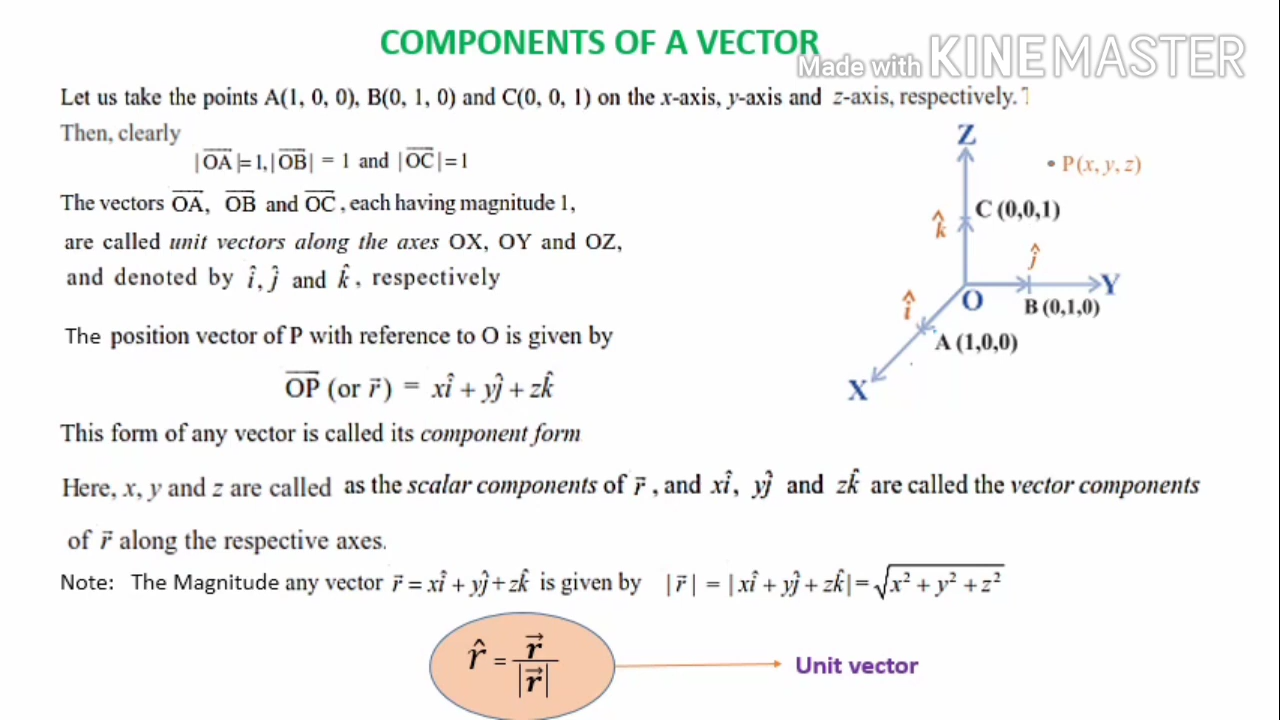 COMPONENTS OF A VECTOR
Made with KINEMASTER
Let us take the points A(1, 0, 0), B(0, 1, 0) and C(0, 0, 1) on the x-axis, y-axis and z-axis, respectively.
Then, clearly
|OA⃗|=1,|OB⃗| = 1 and |OC⃗|=1
The vectors OA⃗, OB⃗ and OC⃗, each having magnitude 1,
are called unit vectors along the axes OX, OY and OZ,
and denoted by î, ĵ and k̂, respectively
The position vector of P with reference to O is given by
OP⃗ (or r⃗) = xî + yĵ + zk̂
This form of any vector is called its component form
Here, x, y and z are called as the scalar components of r⃗, and xî, yĵ and zk̂ are called the vector components
of r⃗ along the respective axes.
Note: The Magnitude any vector r⃗ = xî + yĵ + zk̂ is given by |r⃗| = |xî + yĵ + zk̂| = √x² + y² + z²
r̂ = r⃗/|r⃗|
Unit vector
Z
P(x, y, z)
C (0,0,1)
k̂
ĵ
Y
O
B (0,1,0)
î
A (1,0,0)
X